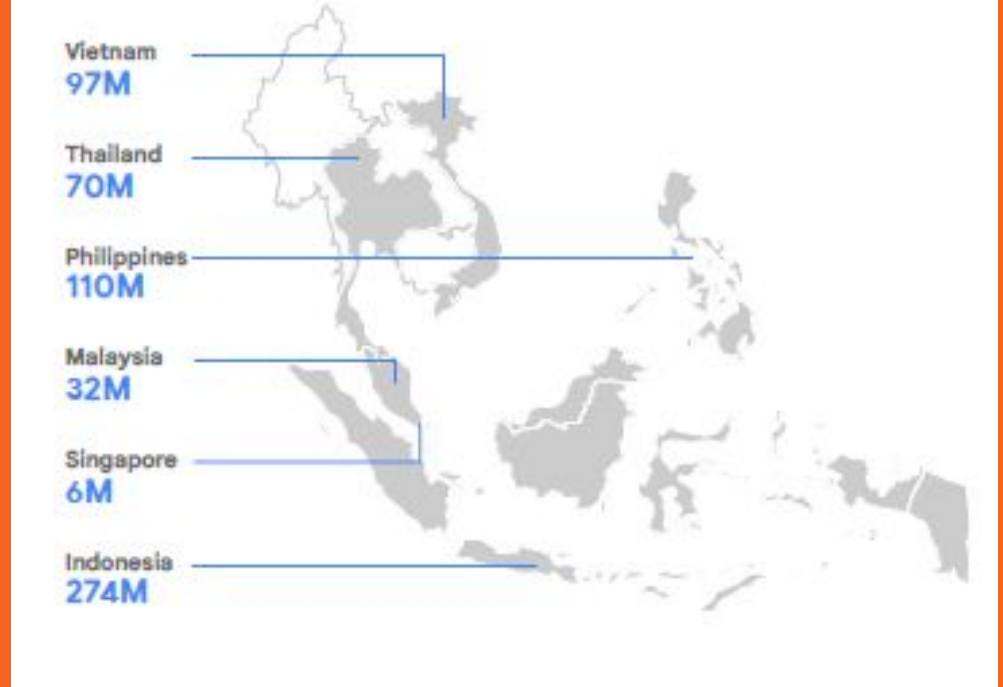 Vietnam
97M
Thailand
70M
Philippines
110M
Malaysia
32M
Singapore
6M
Indonesia
274M